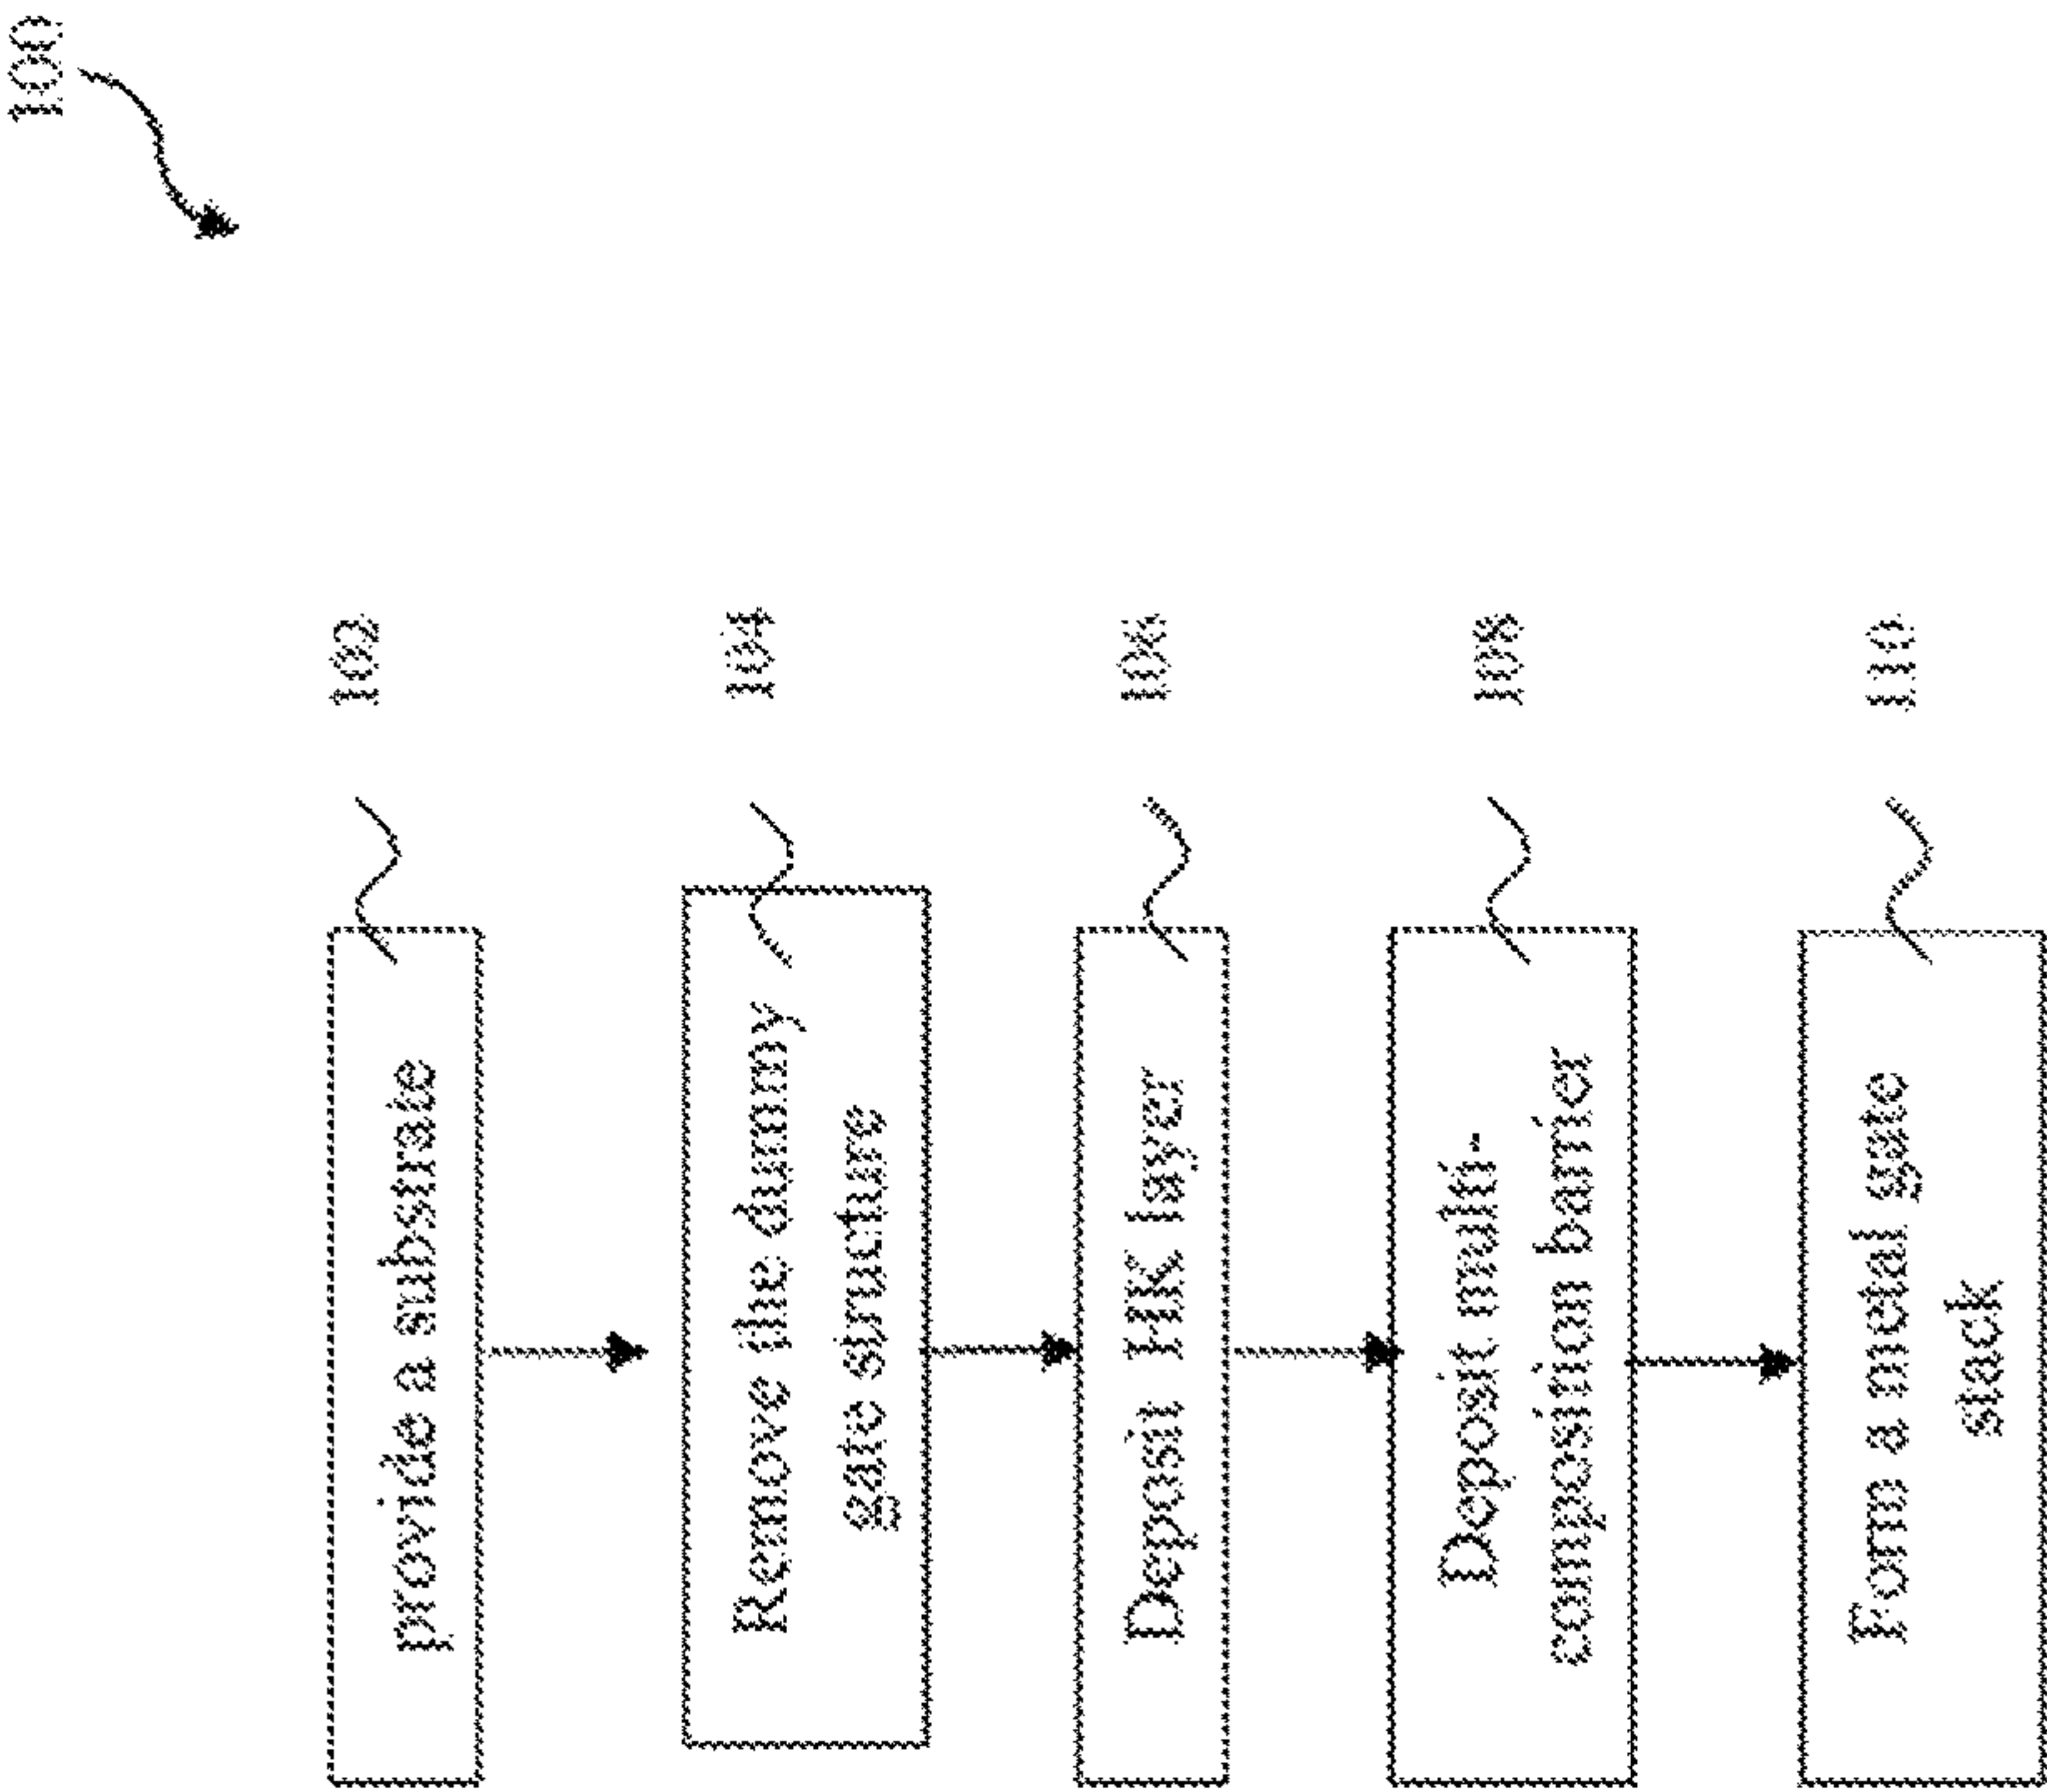 100
provide a subsrate
102
Remove the dummy
gate structure
104
Deposit HK layer
106
Deposit multi-
composition barrier
108
Form a metal gate
stack
110